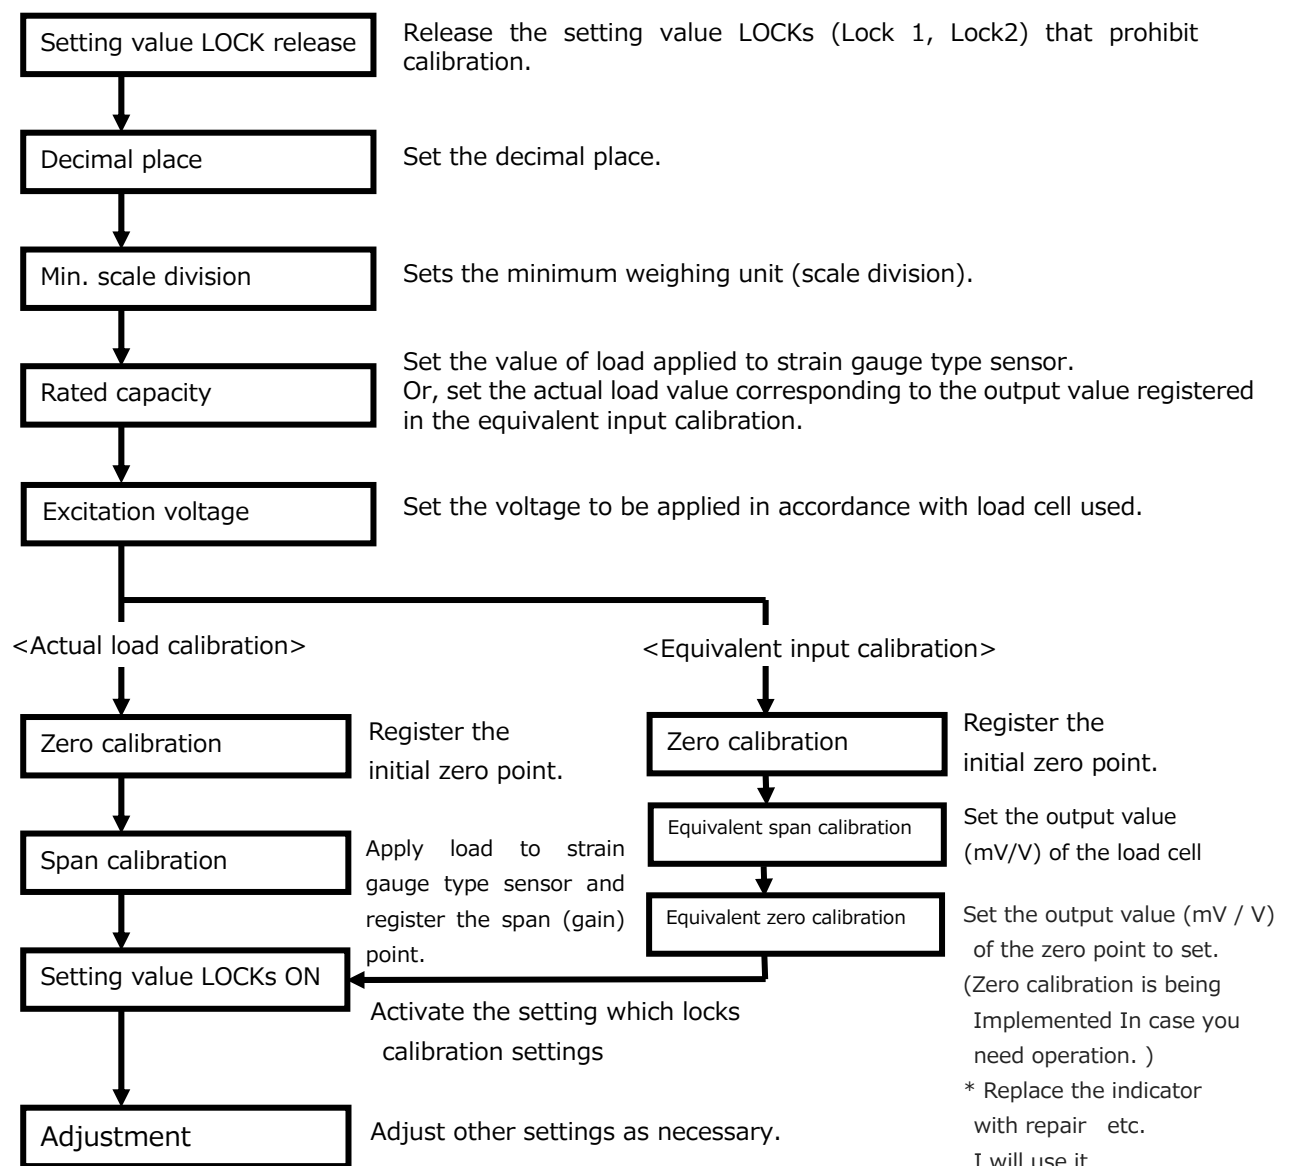 Setting value LOCK release
Release the setting value LOCKs (Lock 1, Lock2) that prohibit
calibration.
Decimal place
Set the decimal place.
Min. scale division
Sets the minimum weighing unit (scale division).
Rated capacity
Set the value of load applied to strain gauge type sensor.
Or, set the actual load value corresponding to the output value registered
in the equivalent input calibration.
Excitation voltage
Set the voltage to be applied in accordance with load cell used.
<Actual load calibration>
Zero calibration
Register the
initial zero point.
Span calibration
Apply load to strain
gauge type sensor and
register the span (gain)
point.
<Equivalent input calibration>
Zero calibration
Register the
initial zero point.
Equivalent span calibration
Set the output value
(mV/V) of the load cell
Equivalent zero calibration
Set the output value (mV / V)
of the zero point to set.
(Zero calibration is being
Implemented In case you
need operation. )
* Replace the indicator
with repair etc.
I will use it
Setting value LOCKs ON
Activate the setting which locks
calibration settings
Adjustment
Adjust other settings as necessary.